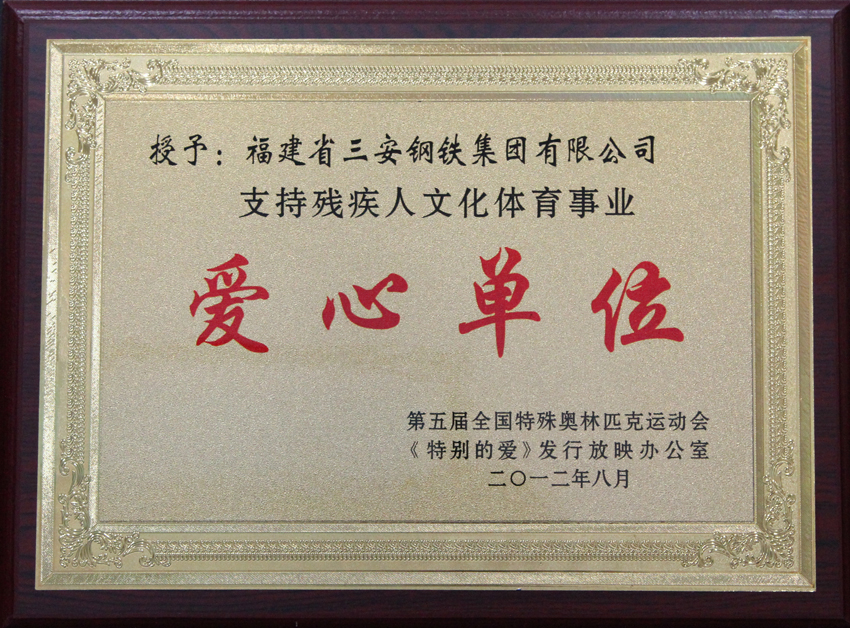 授予：福建省三安钢铁集团有限公司
支持残疾人文化体育事业
爱心单位
第五届全国特殊奥林匹克运动会
《特别的爱》发行放映办公室
二〇一二年八月